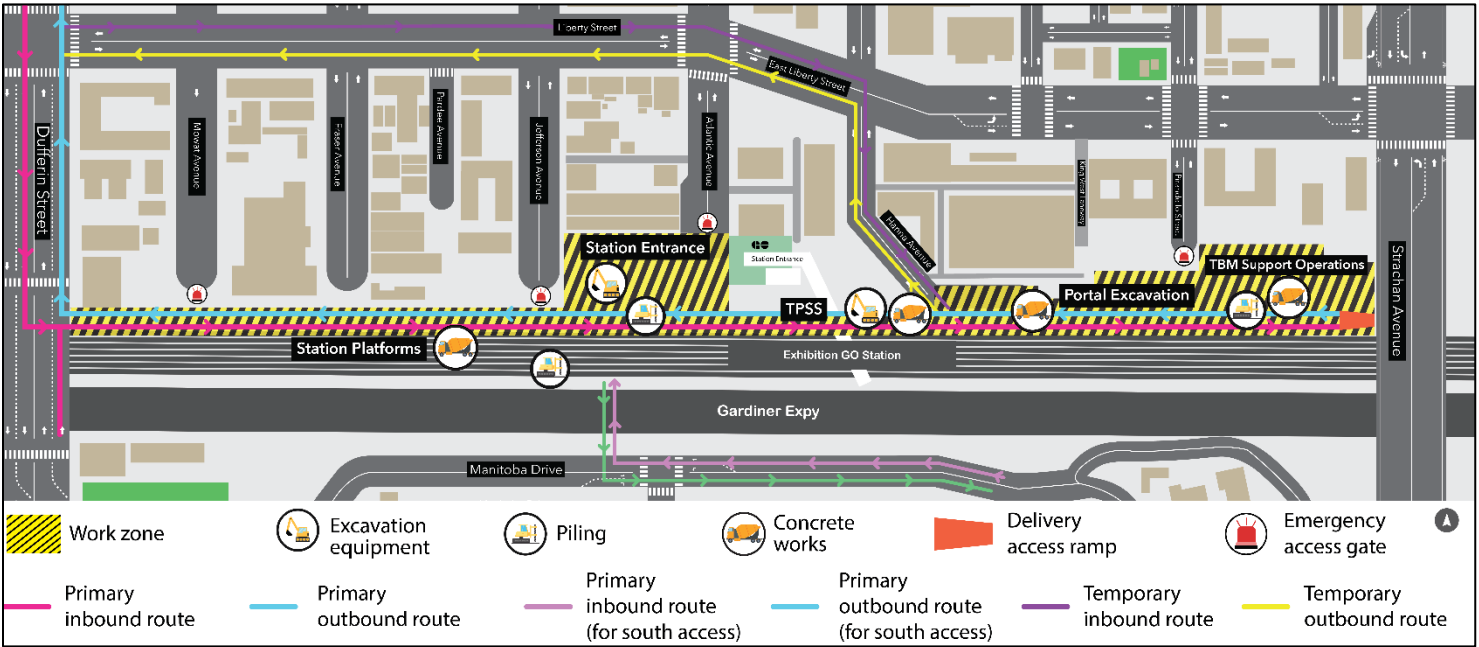 Liberty Street
East Liberty Street
Dufferin Street
Mowat Avenue
Fraser Avenue
Pardee Avenue
Jefferson Avenue
Atlantic Avenue
Hanna Avenue
King West Laneway
Strachan Avenue
Station Entrance
GO
Station Entrance
TBM Support Operations
Portal Excavation
TPSS
Station Platforms
Exhibition GO Station
Gardiner Expy
Manitoba Drive
Work zone
Excavation
equipment
Piling
Concrete
works
Delivery
access ramp
Emergency
access gate
Primary
inbound route
Primary
outbound route
Primary
inbound route
(for south access)
Primary
outbound route
(for south access)
Temporary
inbound route
Temporary
outbound route